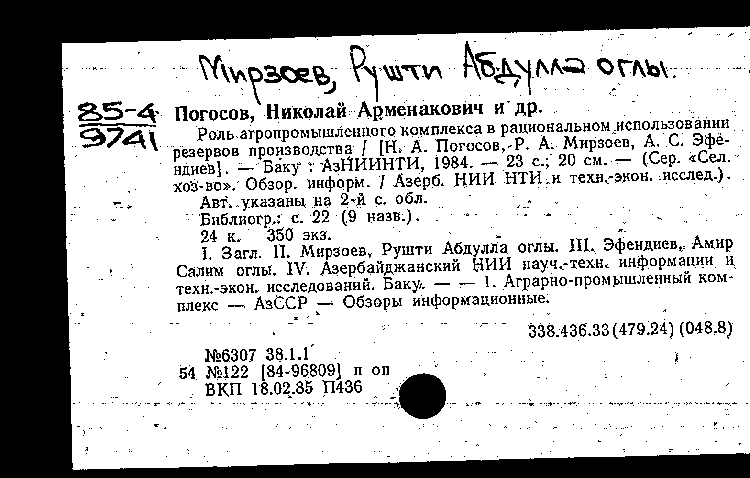 Мирзоев, Рушти Абдулла оглы.
85-4
9741
Погосов, Николай Арменакович и др.
Роль агропромышленного комплекса в рациональном использовании
резервов производства / [Н. А. Погосов, Р. А. Мирзоев, А. С. Эфе-
ндиев]. — Баку : АзНИИНТИ, 1984. — 23 с.; 20 см. — (Сер. «Сел.
хоз-во». Обзор. информ. / Азерб. НИИ НТИ и техн.-экон. исслед.).
Авт. указаны на 2-й с. обл.
Библиогр.: с. 22 (9 назв.).
24 к. 350 экз.
I. Загл. II. Мирзоев, Рушти Абдулла оглы. III. Эфендиев, Амир
Салим оглы. IV. Азербайджанский НИИ науч.-техн. информации и
техн.-экон. исследований. Баку. — — 1. Аграрно-промышленный ком-
плекс — АзССР — Обзоры информационные.
338.436.33(479.24)(048.8)
№6307 38.1.1
54 №122 [84-96809] п оп
ВКП 18.02.85 П436